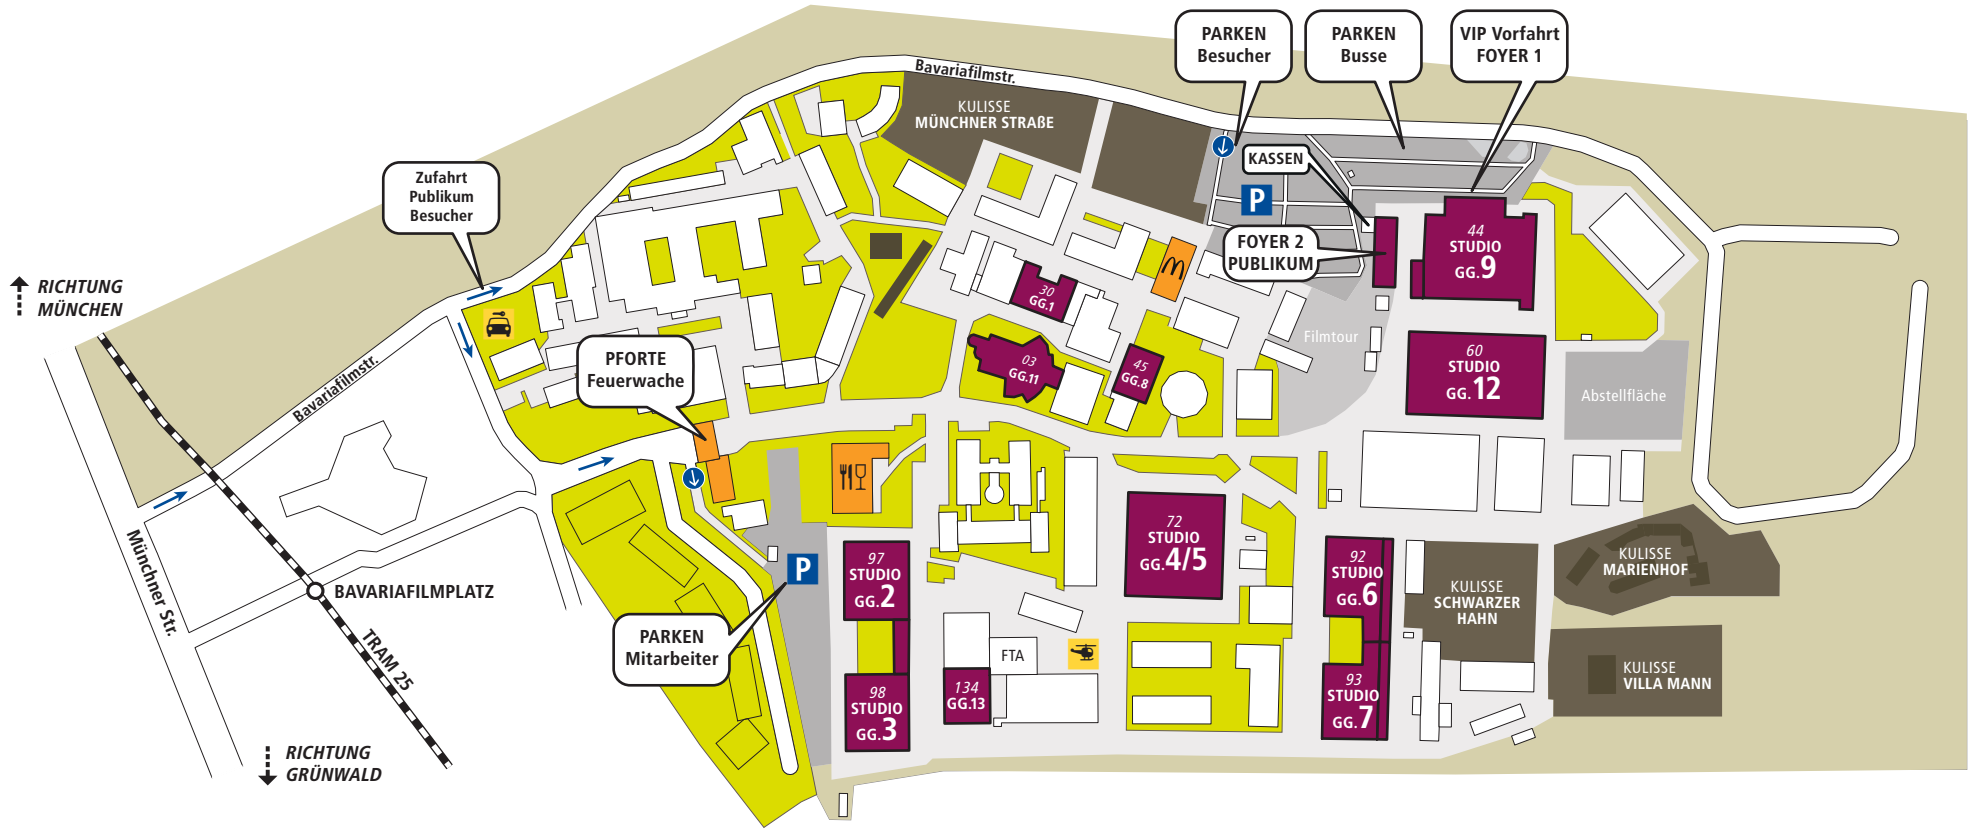 PARKEN
Besucher
PARKEN
Busse
VIP Vorfahrt
FOYER 1
Bavariafilmstr.
KULISSE
MÜNCHNER STRASSE
KASSEN
P
Zufahrt
Publikum
Besucher
FOYER 2
PUBLIKUM
44
STUDIO
GG.9
RICHTUNG
MÜNCHEN
30
GG.1
Filmtour
PFORTE
Feuerwache
03
GG.11
45
GG.8
60
STUDIO
GG.12
Abstellfläche
Bavariafilmstr.
Münchner Str.
BAVARIAFILMPLATZ
TRAM 25
RICHTUNG
GRÜNWALD
P
PARKEN
Mitarbeiter
97
STUDIO
GG.2
98
STUDIO
GG.3
134
GG.13
FTA
72
STUDIO
GG.4/5
92
STUDIO
GG.6
93
STUDIO
GG.7
KULISSE
SCHWARZER
HAHN
KULISSE
MARIENHOF
KULISSE
VILLA MANN